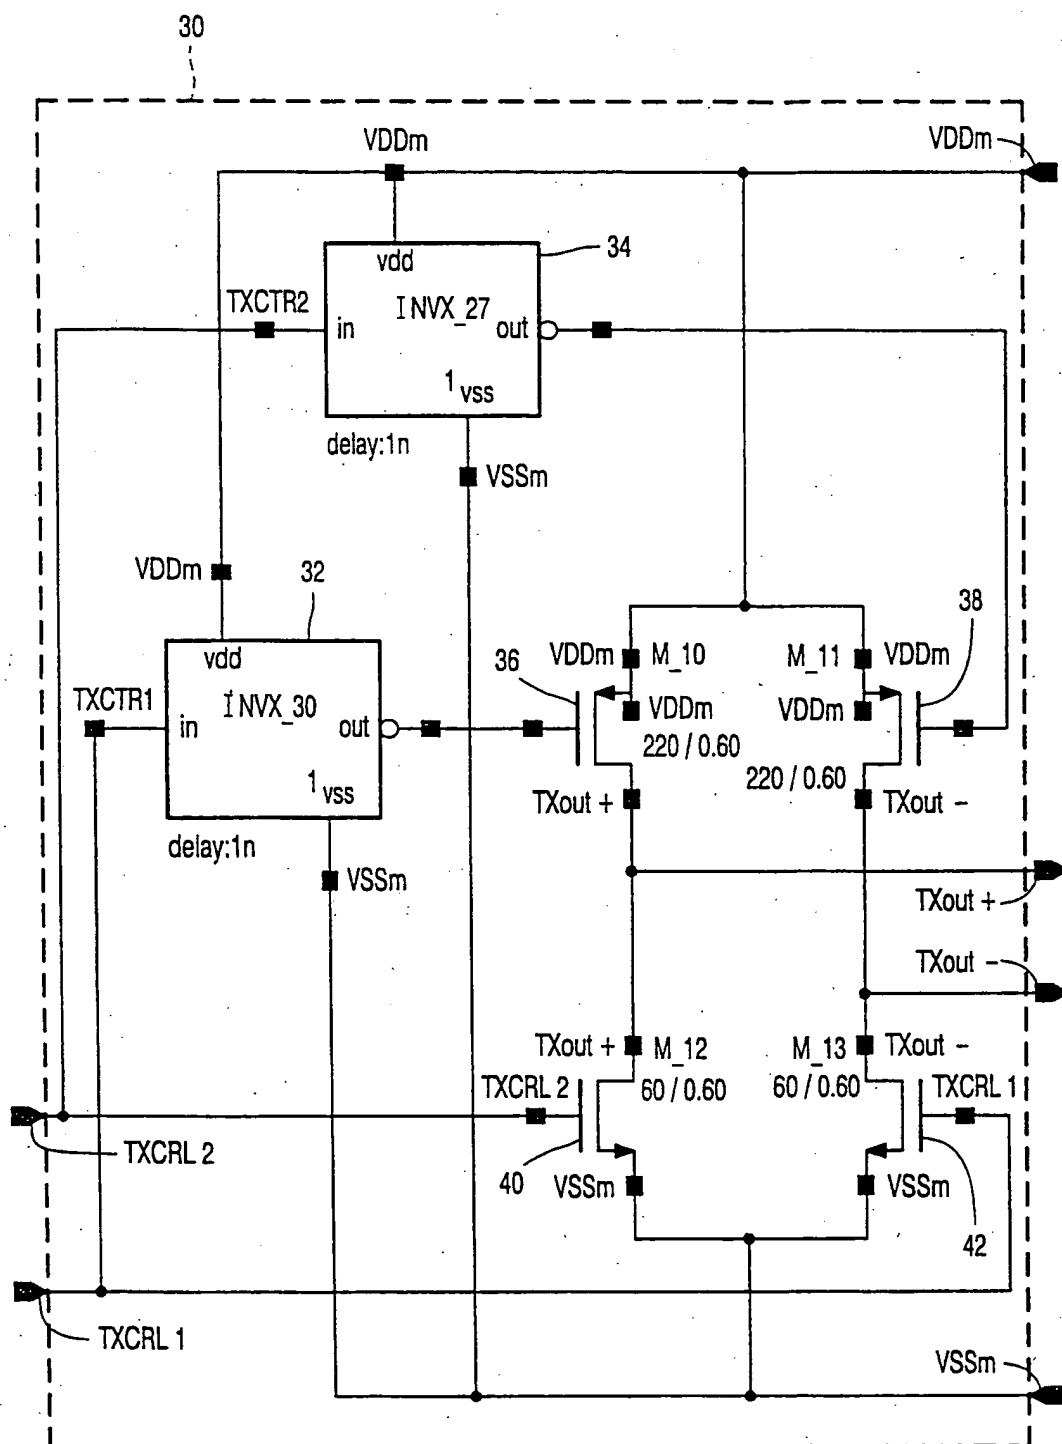 30
VDDm
VDDm
34
vdd
TXCTR2
INVX_27
in
out
1
vss
delay:1n
VSSm
VDDm
32
38
vdd
36
VDDm
M_10
M_11
VDDm
TXCTR1
INVX_30
VDDm
VDDm
in
out
220 / 0.60
220 / 0.60
1
vss
TXout +
TXout -
delay:1n
VSSm
TXout +
TXout -
TXout +
M_12
M_13
TXout -
TXCRL 2
60 / 0.60
60 / 0.60
TXCRL 1
TXCRL 2
40
VSSm
VSSm
42
TXCRL 1
VSSm